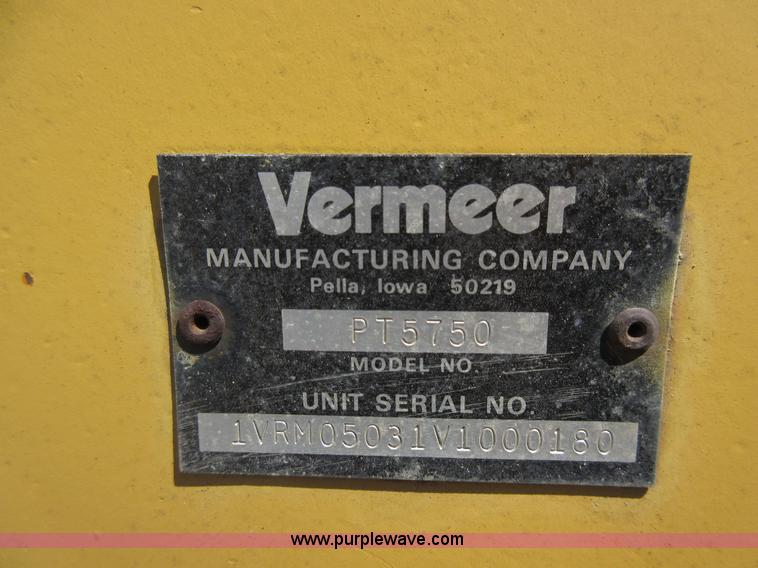 Vermeer
MANUFACTURING COMPANY
Pella, Iowa 50219
PT5750
MODEL NO.
UNIT SERIAL NO.
1VRM05031V1000180
www.purplewave.com